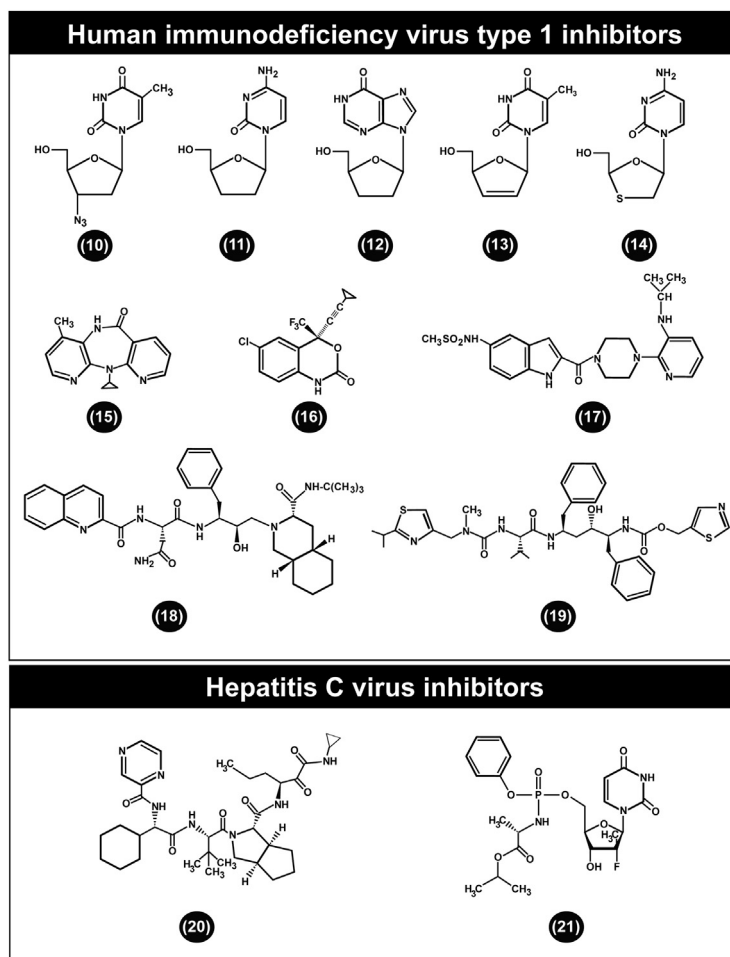 Human immunodeficiency virus type 1 inhibitors
O
HN
CH3
O
N
HO
O
N3
(10)
NH2
N
O
N
HO
O
(11)
O
HN
N
N
N
HO
O
(12)
O
HN
CH3
O
N
HO
O
(13)
NH2
N
O
N
HO
O
S
(14)
CH3
H
N
O
N
N
N
(15)
F3C
Cl
O
N
H
O
(16)
CH3
CH3
CH
HN
CH3SO2NH
N
H
O
N
N
N
(17)
N
O
H
N
NH2
O
O
N
H
OH
N
O
NH-C(CH3)3
H
H
(18)
S
N
CH3
N
O
H
N
O
N
H
OH
H
N
O
O
N
S
(19)
Hepatitis C virus inhibitors
N
N
O
N
H
O
H
N
CH3
H3C
CH3
O
N
O
N
H
H3C
O
O
N
H
H
H
(20)
O
P
O
O
NH
CH3
O
O
H3C
CH3
O
NH
N
O
O
H3C
OH
F
(21)